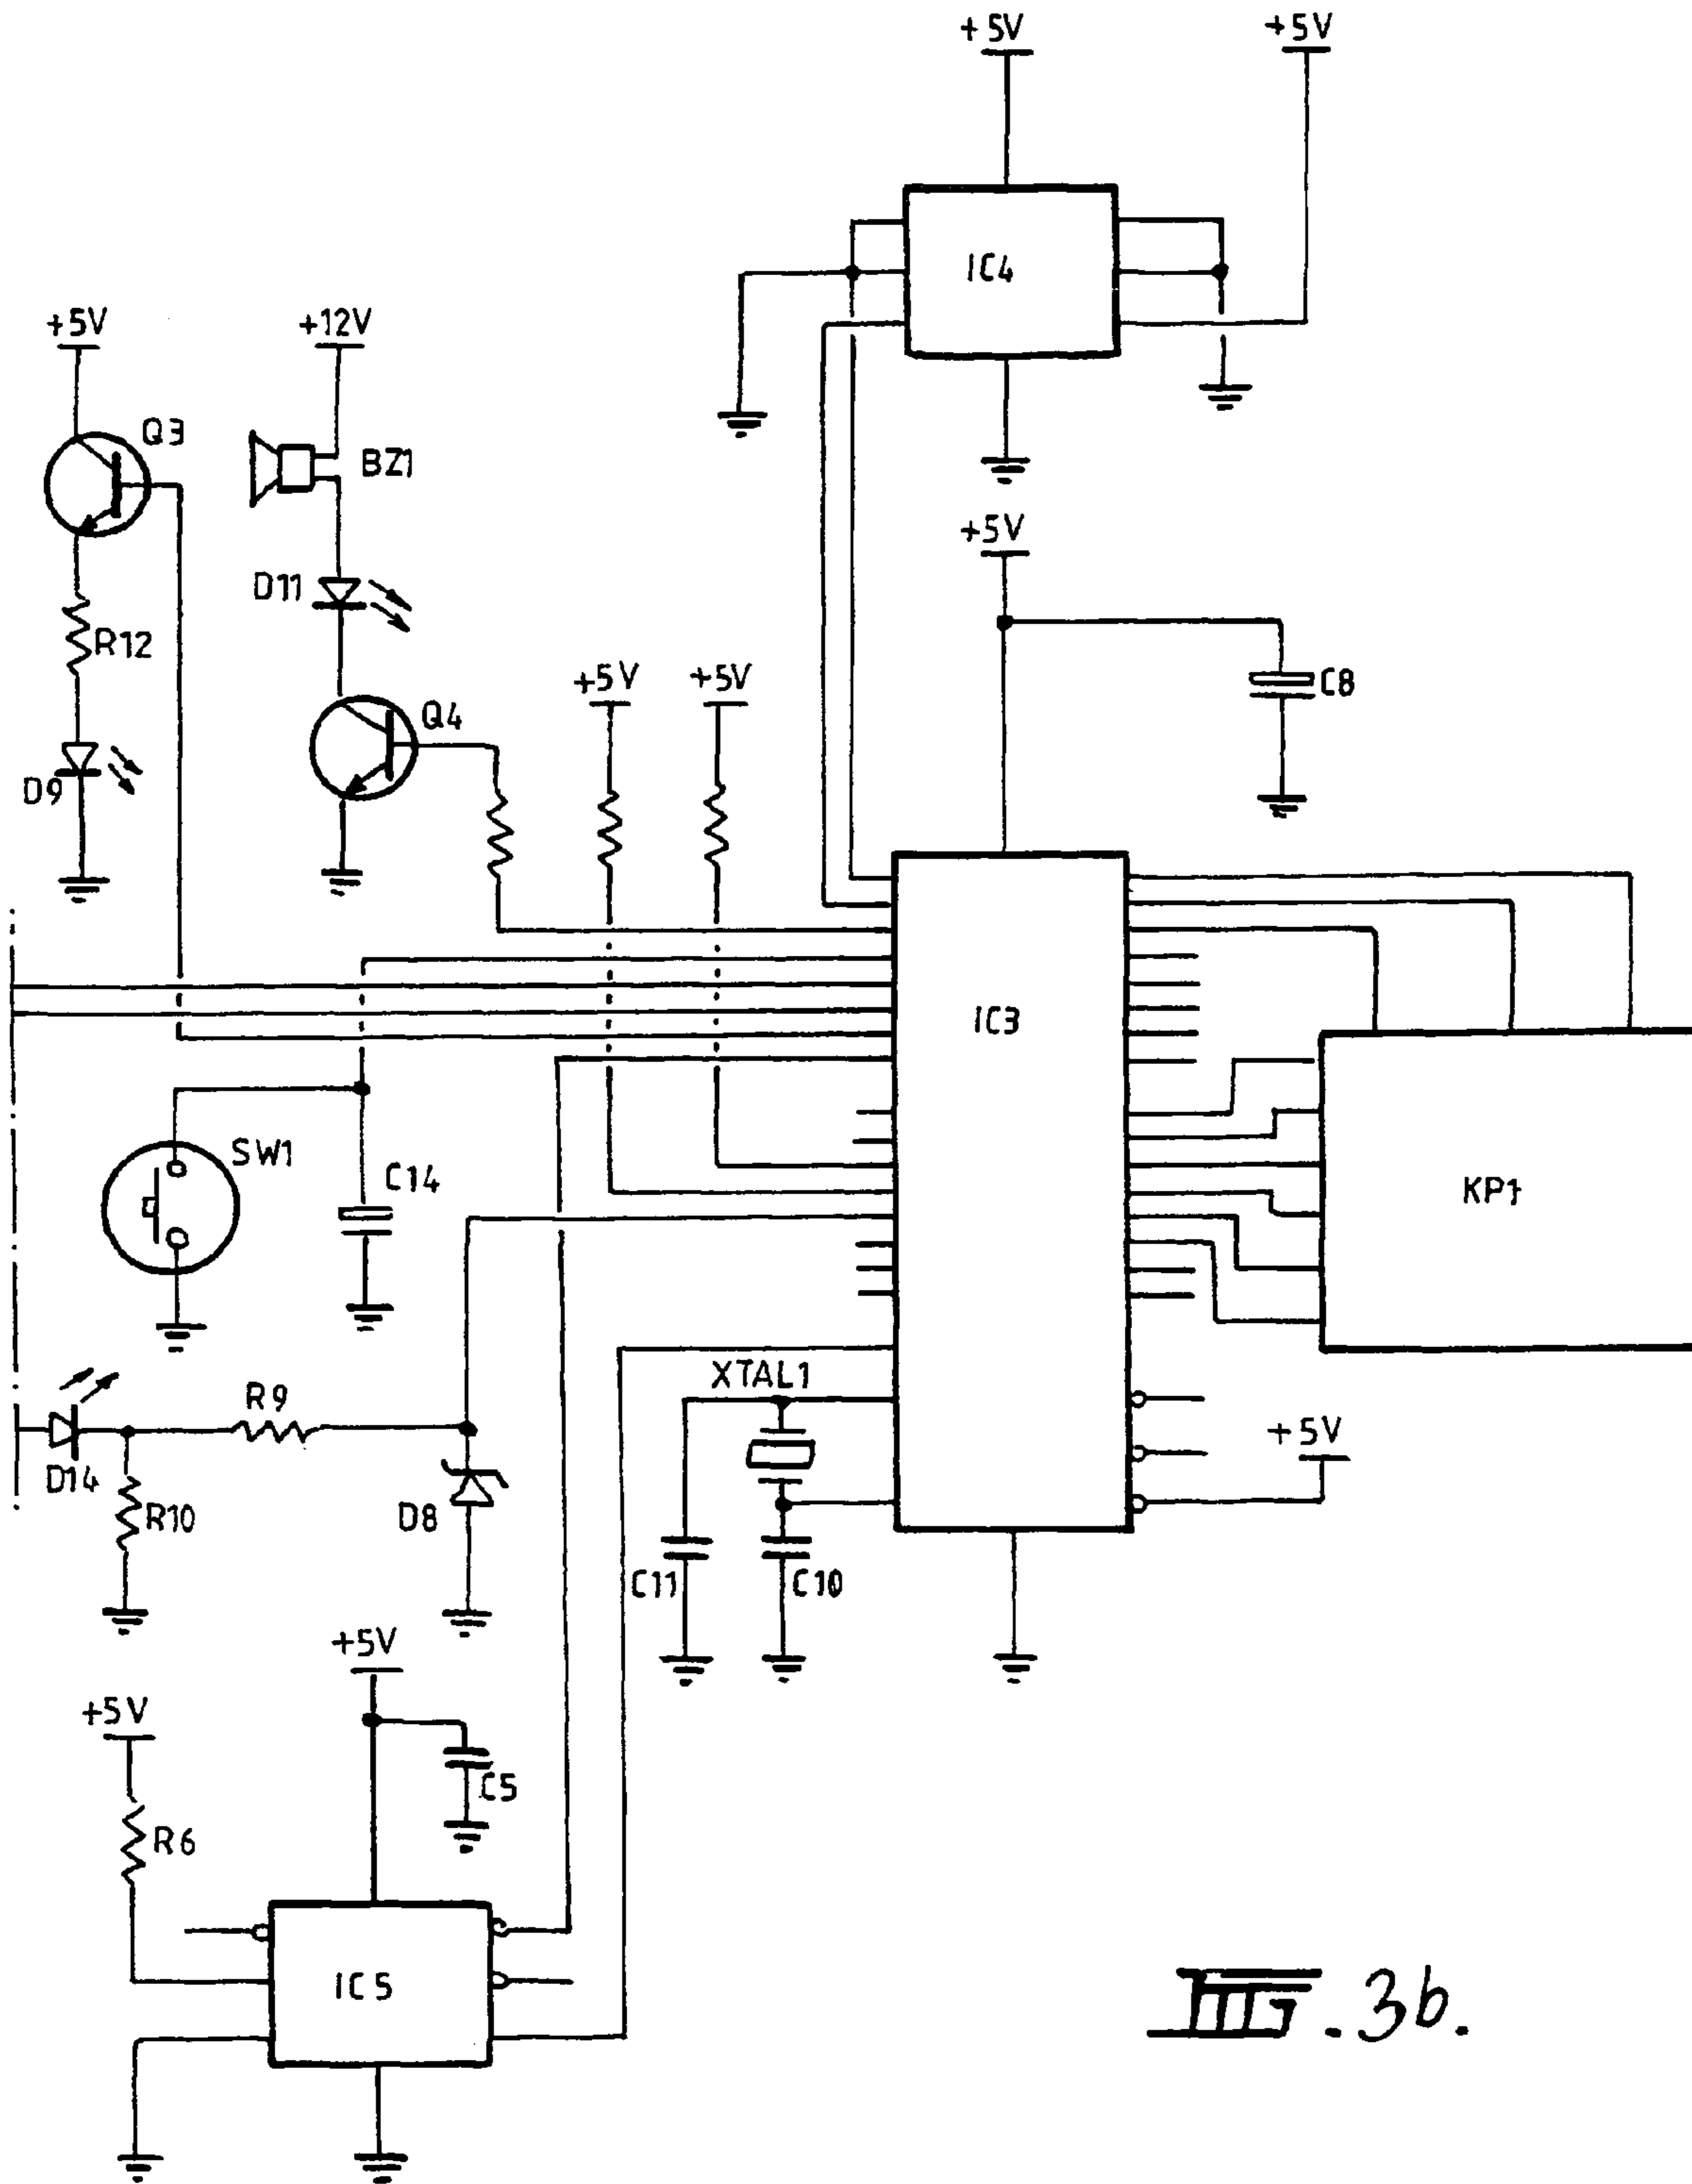 +5V
+5V
IC4
+5V
+12V
Q3
BZ1
+5V
D11
R12
+5V
+5V
C8
Q4
D9
IC3
SW1
C14
KP1
XTAL1
R9
+5V
D14
R10
D8
C11
C10
+5V
+5V
C5
R6
IC5
FIG. 3b.